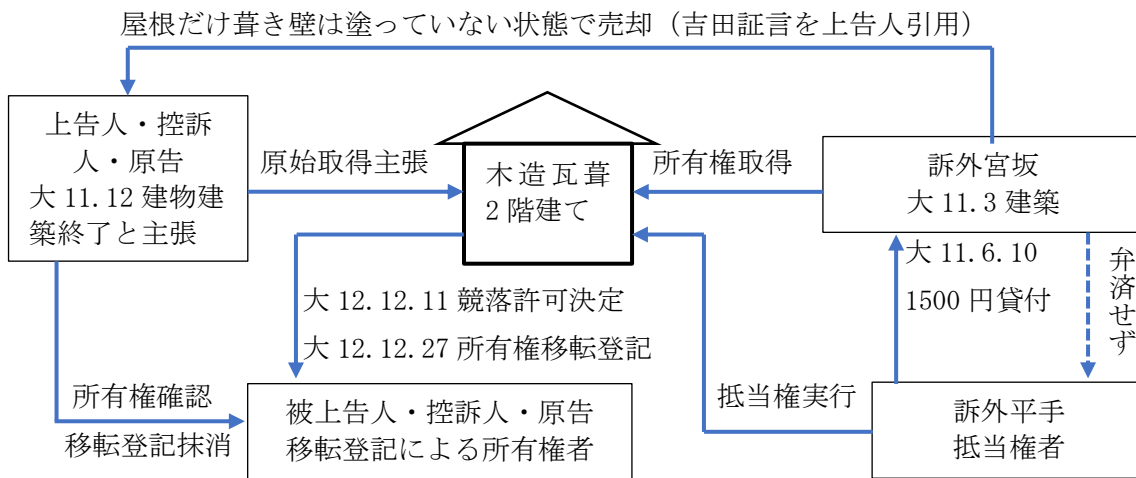 屋根だけ葺き壁は塗っていない状態で売却（吉田証言を上告人引用）
上告人・控訴
人・原告
大 11.12 建物建
築終了と主張
原始取得主張
木造瓦葺
2 階建て
所有権取得
訴外宮坂
大 11.3 建築
大 12.12.11 競落許可決定
大 12.12.27 所有権移転登記
大 11.6.10
1500 円貸付
弁済せず
所有権確認
移転登記抹消
被上告人・控訴人・原告
移転登記による所有権者
抵当権実行
訴外平手
抵当権者